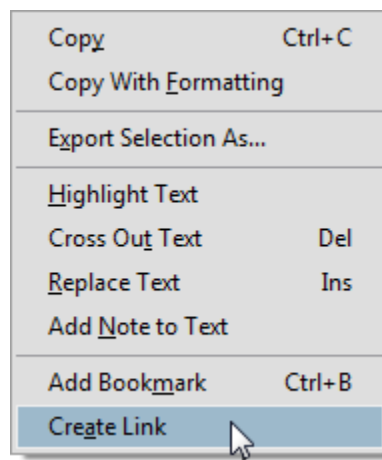 Copy Ctrl+C
Copy With Formatting
Export Selection As...
Highlight Text
Cross Out Text Del
Replace Text Ins
Add Note to Text
Add Bookmark Ctrl+B
Create Link